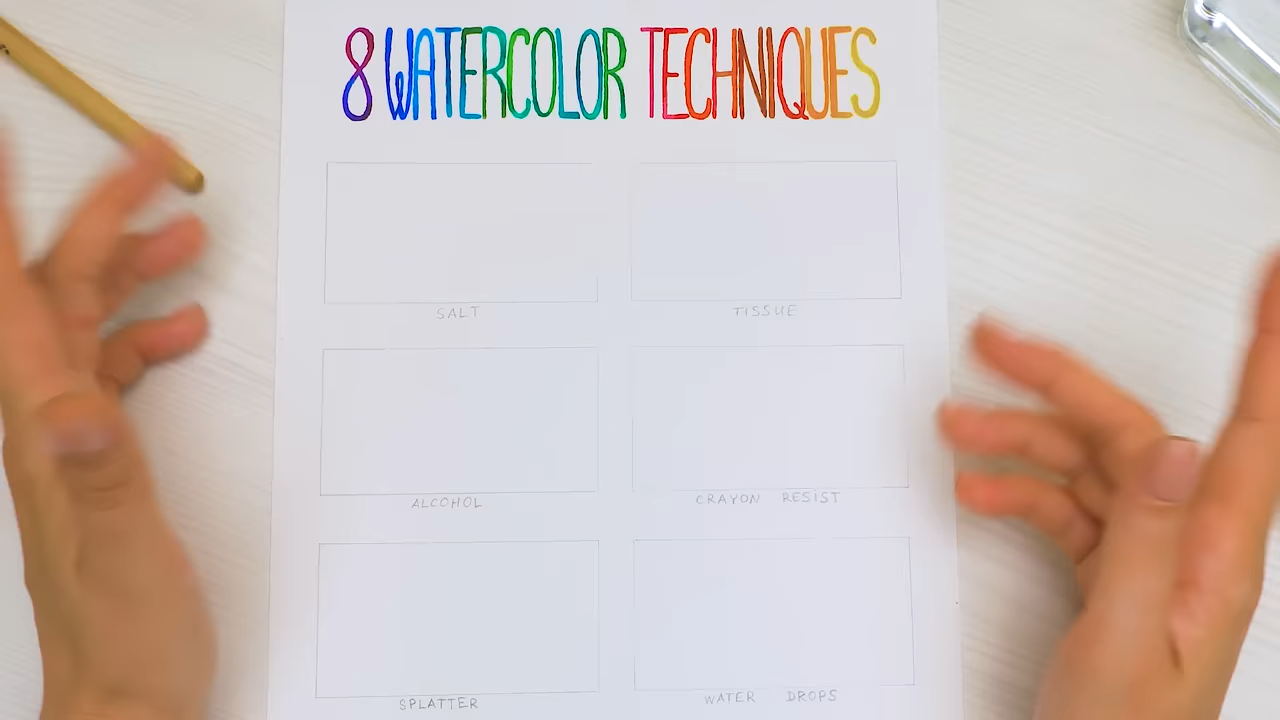 8 WATERCOLOR TECHNIQUES
SALT
TISSUE
ALCOHOL
CRAYON RESIST
SPLATTER
WATER DROPS